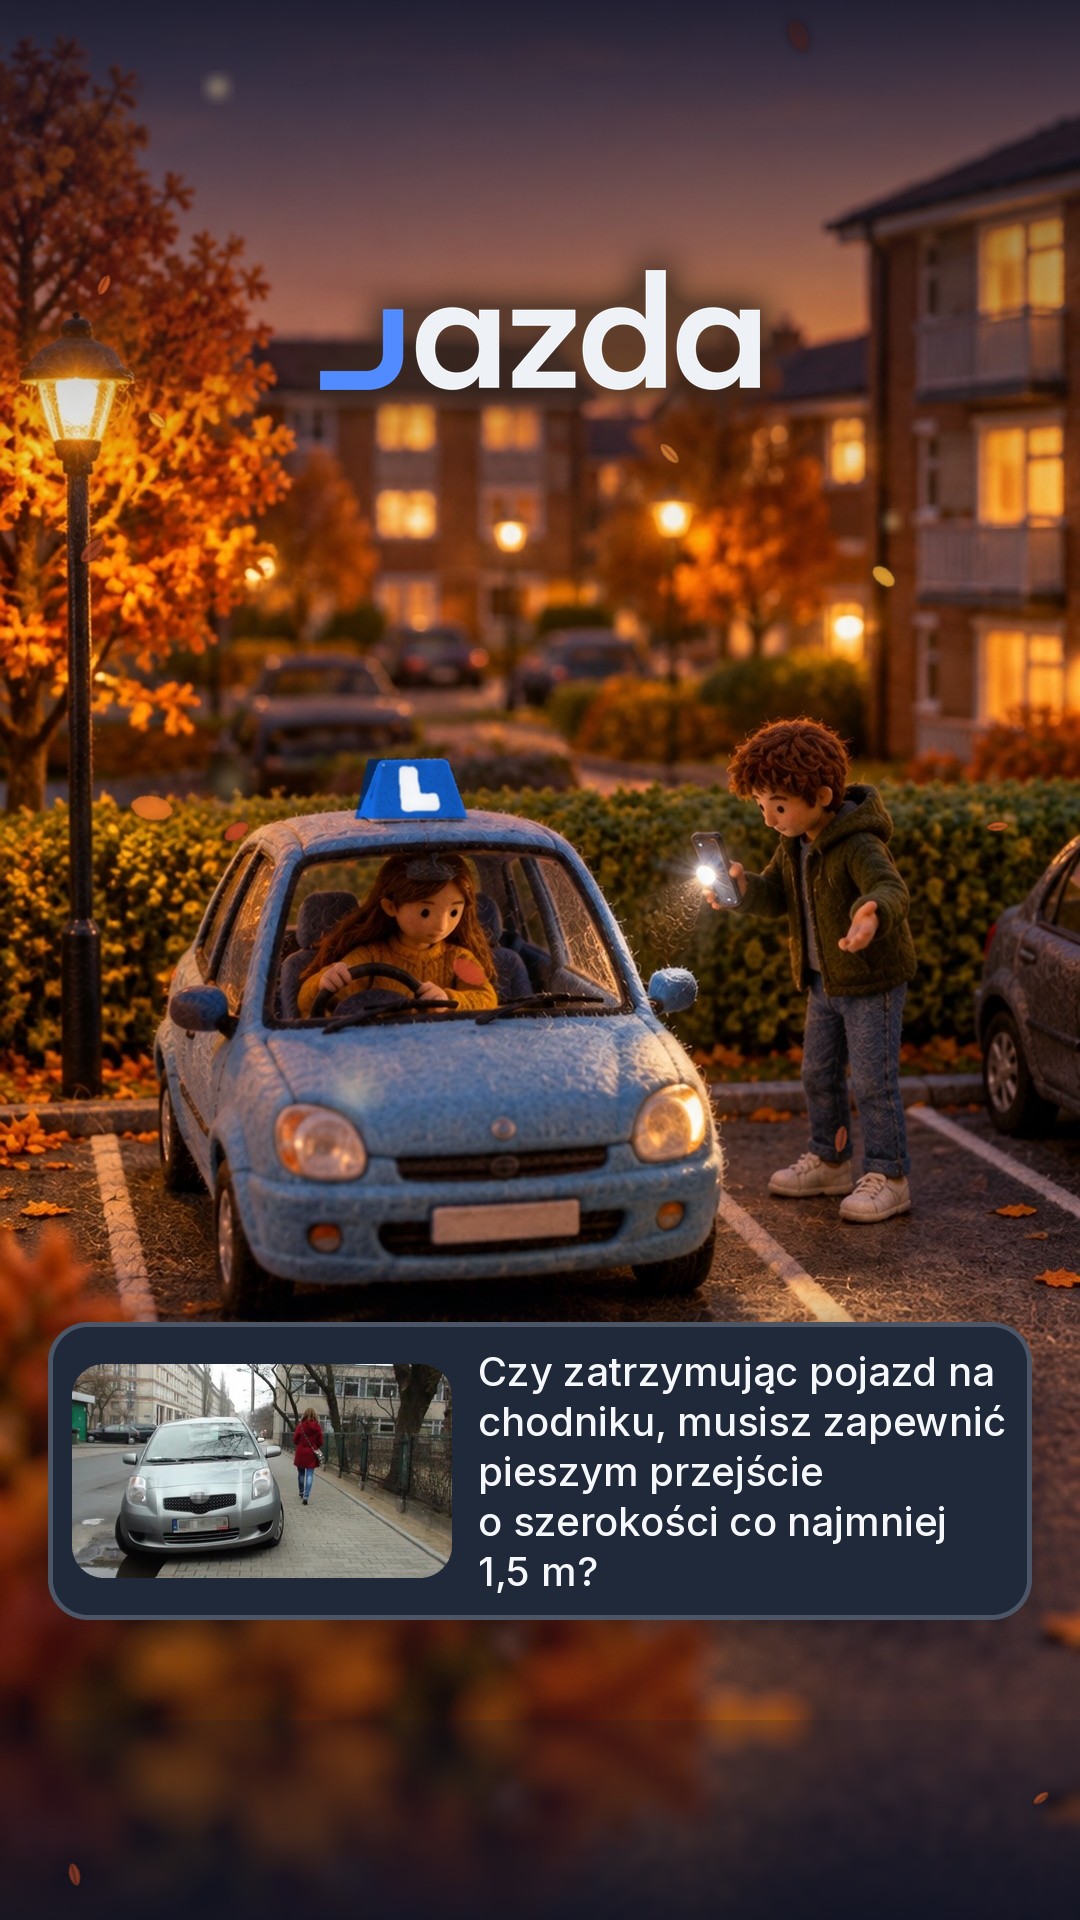 Jazda
L
Czy zatrzymując pojazd na
chodniku, musisz zapewnić
pieszym przejście
o szerokości co najmniej
1,5 m?